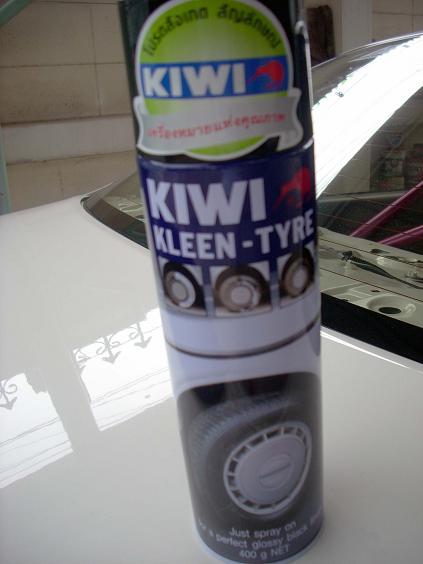 โปรดสังเกต สัญลักษณ์
KIWI
เครื่องหมายแห่งคุณภาพ
KIWI
KLEEN-TYRE
Just spray on
for a perfect glossy black
400 g NET